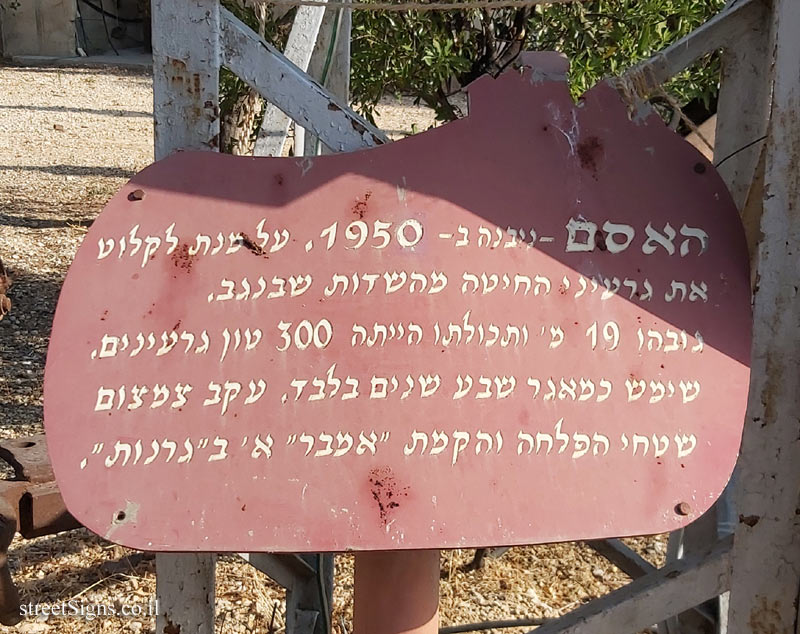 האסם - ניבנה ב- 1950, על מנת לקלוט
את גרעיני החיטה מהשדות שבנגב.
גובהו 19 מ' ותכולתו הייתה 300 טון גרעינים.
שימש כמאגר שבע שנים בלבד. עקב צמצום
שטחי הפלחה והקמת "אמבר" א' ב"גרנות".
streetSigns.co.il